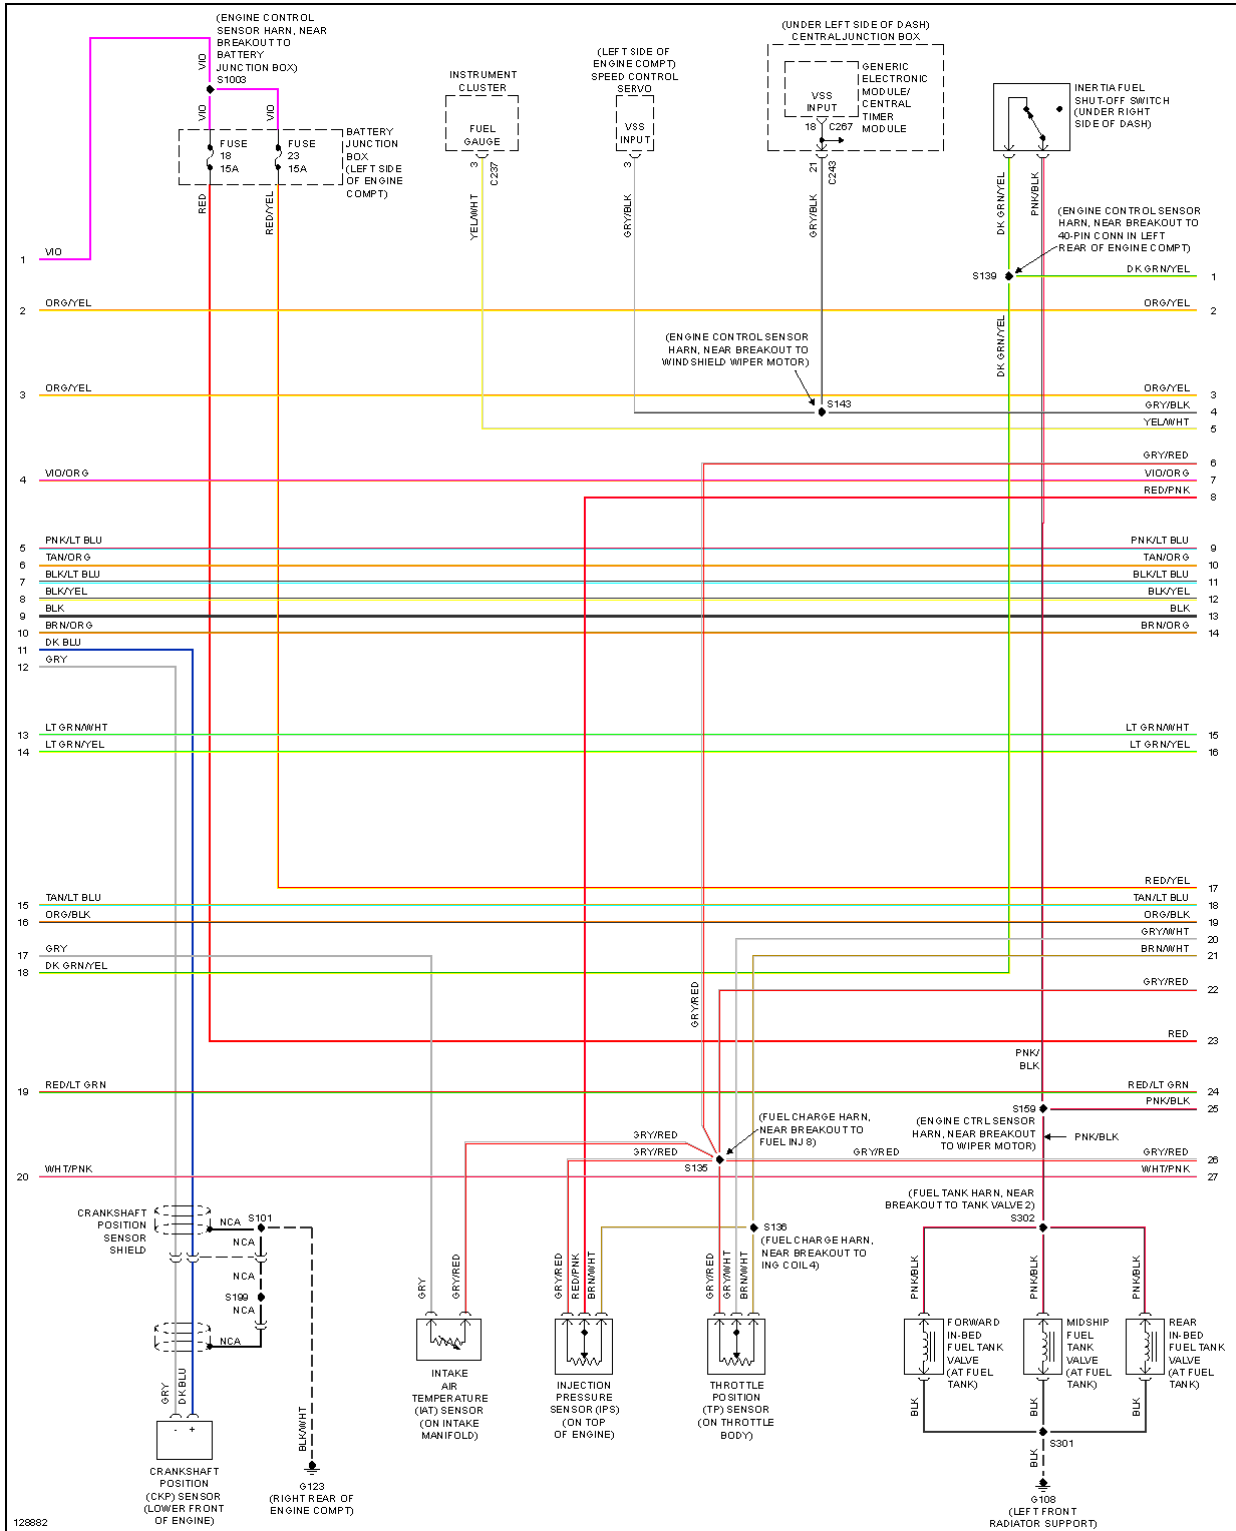 (ENGINE CONTROL
SENSOR HARN, NEAR
BREAKOUT TO
BATTERY
JUNCTION BOX)
S1003
VIO
VIO
VIO
FUSE
18
15A
FUSE
23
15A
BATTERY
JUNCTION
BOX
(LEFT SIDE
OF ENGINE
COMPT)
RED
RED/YEL
INSTRUMENT
CLUSTER
FUEL
GAUGE
3
C237
YEL/WHT
(LEFT SIDE OF
ENGINE COMPT)
SPEED CONTROL
SERVO
VSS
INPUT
3
GRY/BLK
(UNDER LEFT SIDE OF DASH)
CENTRAL JUNCTION BOX
VSS
INPUT
18
C267
GENERIC
ELECTRONIC
MODULE/
CENTRAL
TIMER
MODULE
21
C243
GRY/BLK
INERTIA FUEL
SHUT-OFF SWITCH
(UNDER RIGHT
SIDE OF DASH)
DK GRN/YEL
PNK/BLK
(ENGINE CONTROL SENSOR
HARN, NEAR BREAKOUT TO
40-PIN CONN IN LEFT
REAR OF ENGINE COMPT)
S139
DK GRN/YEL
1
DK GRN/YEL
1
VIO
2
ORG/YEL
ORG/YEL
2
(ENGINE CONTROL SENSOR
HARN, NEAR BREAKOUT TO
WINDSHIELD WIPER MOTOR)
S143
3
ORG/YEL
ORG/YEL
3
GRY/BLK
4
YEL/WHT
5
GRY/RED
6
4
VIO/ORG
VIO/ORG
7
RED/PNK
8
5
PNK/LT BLU
PNK/LT BLU
9
6
TAN/ORG
TAN/ORG
10
7
BLK/LT BLU
BLK/LT BLU
11
8
BLK/YEL
BLK/YEL
12
9
BLK
BLK
13
10
BRN/ORG
BRN/ORG
14
11
DK BLU
12
GRY
13
LT GRN/WHT
LT GRN/WHT
15
14
LT GRN/YEL
LT GRN/YEL
16
RED/YEL
17
15
TAN/LT BLU
TAN/LT BLU
18
16
ORG/BLK
ORG/BLK
19
GRY/WHT
20
17
GRY
BRN/WHT
21
18
DK GRN/YEL
GRY/RED
GRY/RED
22
RED
23
PNK/
BLK
19
RED/LT GRN
RED/LT GRN
24
PNK/BLK
25
S159
(ENGINE CTRL SENSOR
HARN, NEAR BREAKOUT
TO WIPER MOTOR)
PNK/BLK
(FUEL CHARGE HARN,
NEAR BREAKOUT TO
FUEL INJ 8)
GRY/RED
GRY/RED
GRY/RED
GRY/RED
26
S135
20
WHT/PNK
WHT/PNK
27
CRANKSHAFT
POSITION
SENSOR
SHIELD
NCA
S101
NCA
NCA
S199
NCA
NCA
(FUEL TANK HARN, NEAR
BREAKOUT TO TANK VALVE 2)
S302
S136
(FUEL CHARGE HARN,
NEAR BREAKOUT TO
ING COIL 4)
GRY
GRY/RED
GRY/RED
RED/PNK
BRN/WHT
GRY/RED
GRY/WHT
BRN/WHT
PNK/BLK
PNK/BLK
PNK/BLK
FORWARD
IN-BED
FUEL TANK
VALVE
(AT FUEL
TANK)
MIDSHIP
FUEL
TANK
VALVE
(AT FUEL
TANK)
REAR
IN-BED
FUEL TANK
VALVE
(AT FUEL
TANK)
INTAKE
AIR
TEMPERATURE
(IAT) SENSOR
(ON INTAKE
MANIFOLD)
INJECTION
PRESSURE
SENSOR (IPS)
(ON TOP
OF ENGINE)
THROTTLE
POSITION
(TP) SENSOR
(ON THROTTLE
BODY)
GRY
DK BLU
BLK/WHT
BLK
BLK
BLK
S301
BLK
- +
CRANKSHAFT
POSITION
(CKP) SENSOR
(LOWER FRONT
OF ENGINE)
G123
(RIGHT REAR OF
ENGINE COMPT)
G108
(LEFT FRONT
RADIATOR SUPPORT)
128882